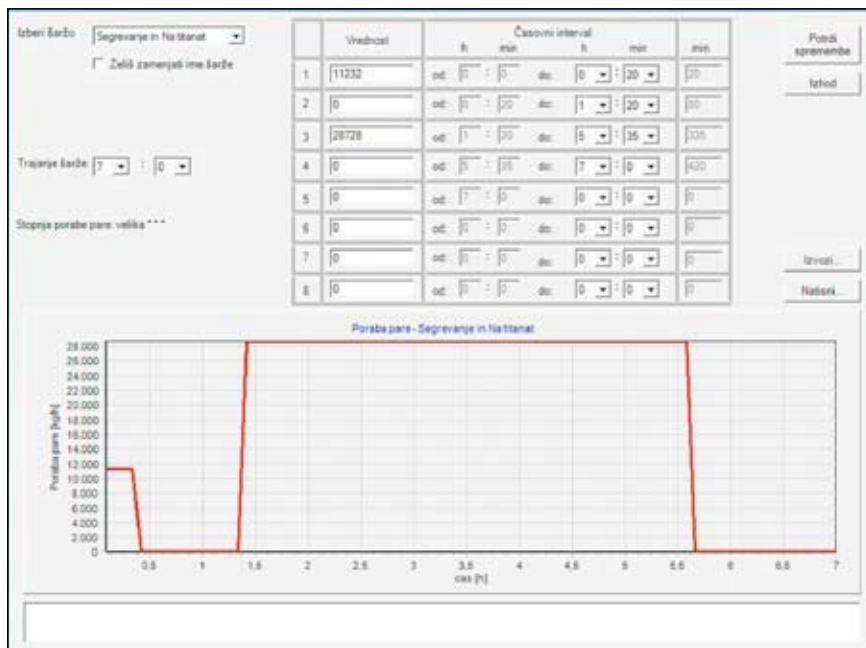 Izberi šaržo Segrevanje in Na titanat
Želiš zamenjati ime šarže
Trajanje šarže: 7 : 0
Stopnja porabe pare: velika * * *
Vrednost Časovni interval
h min h min min
1 11232 od: 0 : 0 do: 0 : 20 20
2 0 od: 0 : 20 do: 1 : 20 80
3 28728 od: 1 : 20 do: 5 : 35 335
4 0 od: 5 : 35 do: 7 : 0 420
5 0 od: 7 : 0 do: 0 : 0 0
6 0 od: 0 : 0 do: 0 : 0 0
7 0 od: 0 : 0 do: 0 : 0 0
8 0 od: 0 : 0 do: 0 : 0 0
Potrdi
spremembe
Izhod
Izvozi...
Natisni...
Poraba pare - Segrevanje in Na titanat
Poraba pare [kg/h]
28.000
26.000
24.000
22.000
20.000
18.000
16.000
14.000
12.000
10.000
8.000
6.000
4.000
2.000
0
0,5 1 1,5 2 2,5 3 3,5 4 4,5 5 5,5 6 6,5 7
cas [h]